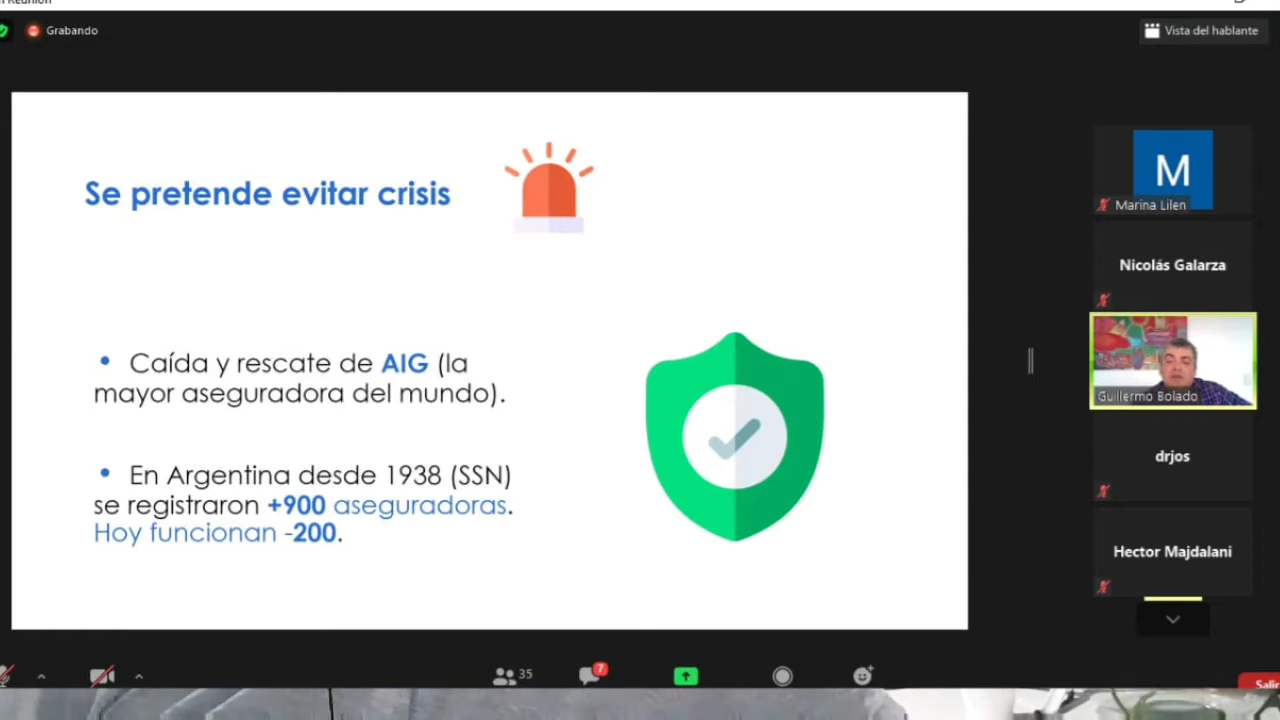 Grabando
Vista del hablante
Se pretende evitar crisis
• Caída y rescate de AIG (la
mayor aseguradora del mundo).
• En Argentina desde 1938 (SSN)
se registraron +900 aseguradoras.
Hoy funcionan -200.
M
Marina Lilen
Nicolás Galarza
Guillermo Bolado
drjos
Hector Majdalani
35
7